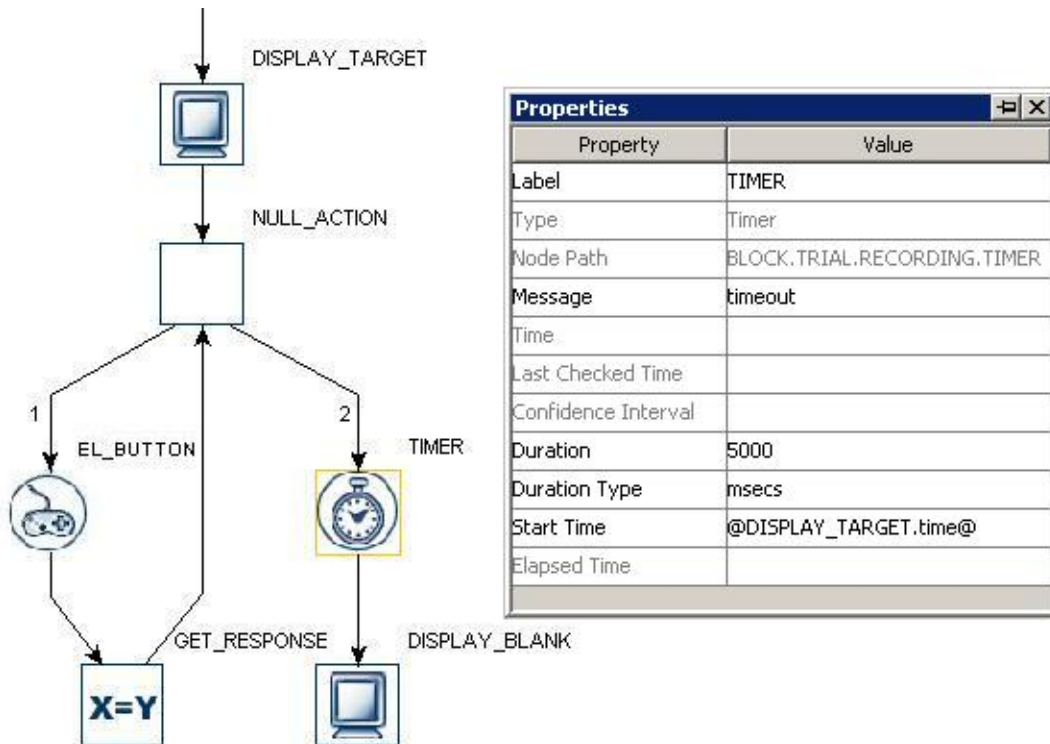 DISPLAY_TARGET
NULL_ACTION
1
2
EL_BUTTON
TIMER
GET_RESPONSE
DISPLAY_BLANK
X=Y
Properties
Property Value
Label TIMER
Type Timer
Node Path BLOCK.TRIAL.RECORDING.TIMER
Message timeout
Time
Last Checked Time
Confidence Interval
Duration 5000
Duration Type msecs
Start Time @DISPLAY_TARGET.time@
Elapsed Time